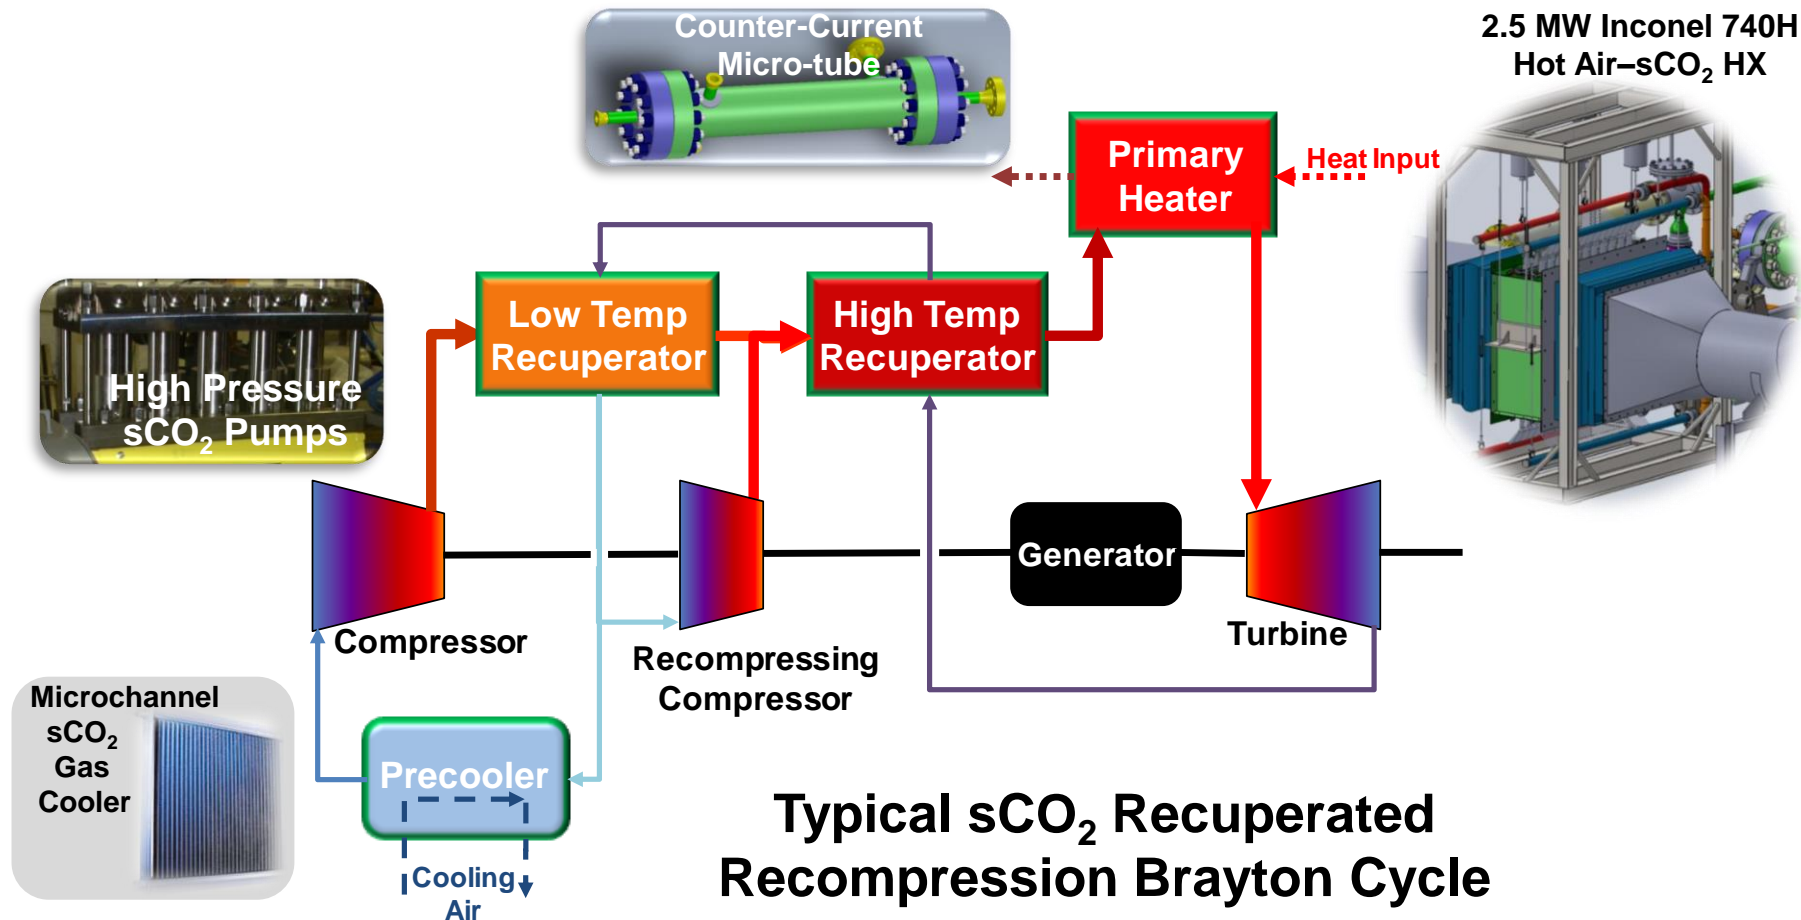 Counter-Current
Micro-tube
2.5 MW Inconel 740H
Hot Air–sCO₂ HX
Primary
Heater
Heat Input
Low Temp
Recuperator
High Temp
Recuperator
High Pressure
sCO₂ Pumps
Generator
Compressor
Turbine
Recompressing
Compressor
Microchannel
sCO₂
Gas
Cooler
Precooler
Cooling
Air
Typical sCO₂ Recuperated
Recompression Brayton Cycle